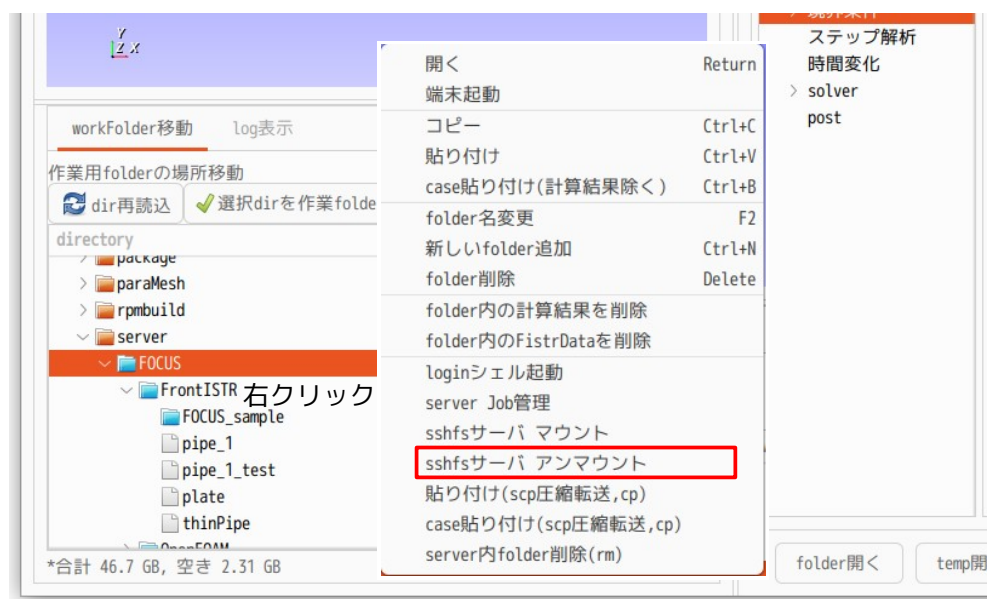 Y
Z X
workFolder移動 log表示
作業用folderの場所移動
dir再読込 選択dirを作業folde
directory
package
paraMesh
rpmbuild
server
FOCUS
FrontISTR 右クリック
FOCUS_sample
pipe_1
pipe_1_test
plate
thinPipe
OpenFOAM
*合計 46.7 GB, 空き 2.31 GB
開く Return
端末起動
コピー Ctrl+C
貼り付け Ctrl+V
case貼り付け(計算結果除く) Ctrl+B
folder名変更 F2
新しいfolder追加 Ctrl+N
folder削除 Delete
folder内の計算結果を削除
folder内のFistrDataを削除
loginシェル起動
server Job管理
sshfsサーバ マウント
sshfsサーバ アンマウント
貼り付け(scp圧縮転送,cp)
case貼り付け(scp圧縮転送,cp)
server内folder削除(rm)
境界条件
ステップ解析
時間変化
solver
post
folder開く temp開